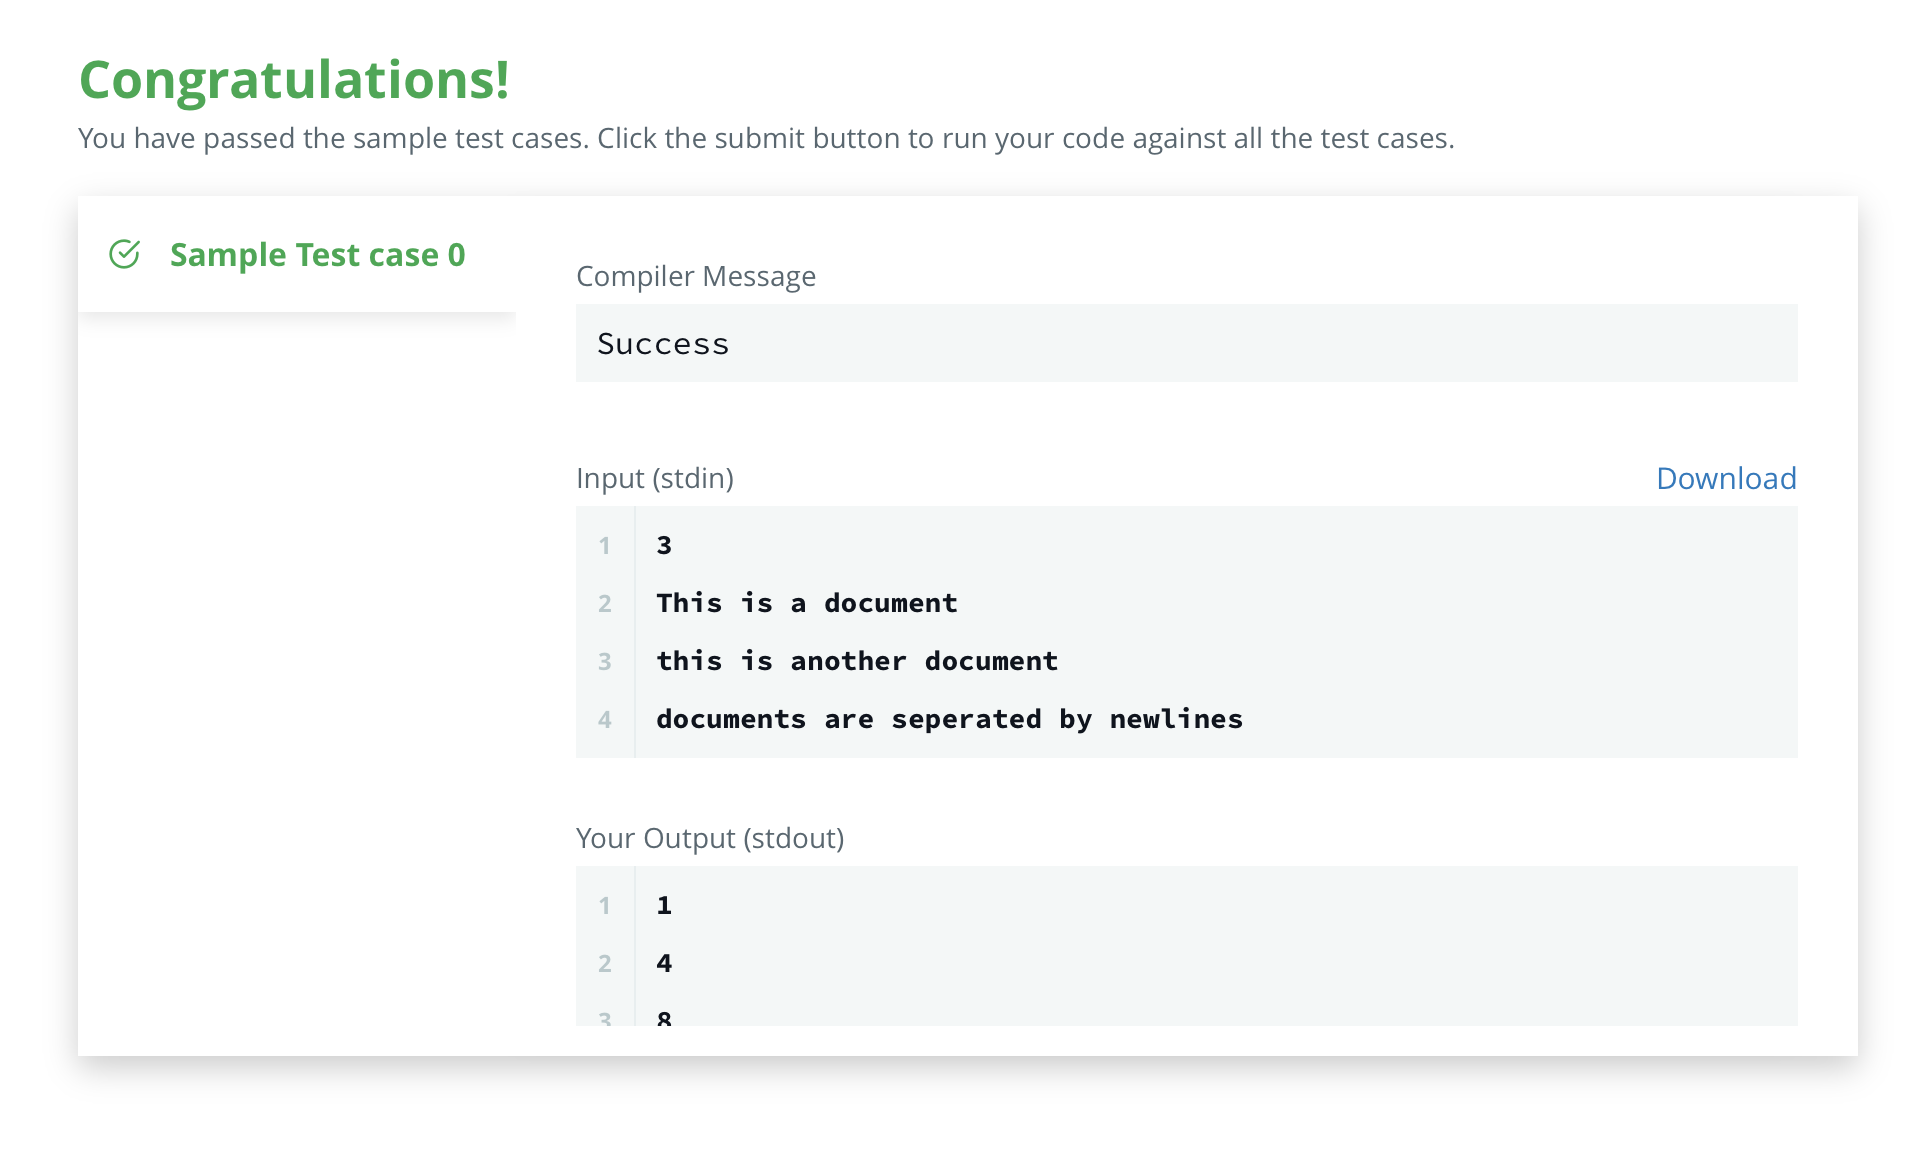 Congratulations!
You have passed the sample test cases. Click the submit button to run your code against all the test cases.
Sample Test case 0
Compiler Message
Success
Input (stdin)
Download
1 3
2 This is a document
3 this is another document
4 documents are seperated by newlines
Your Output (stdout)
1 1
2 4
3 8